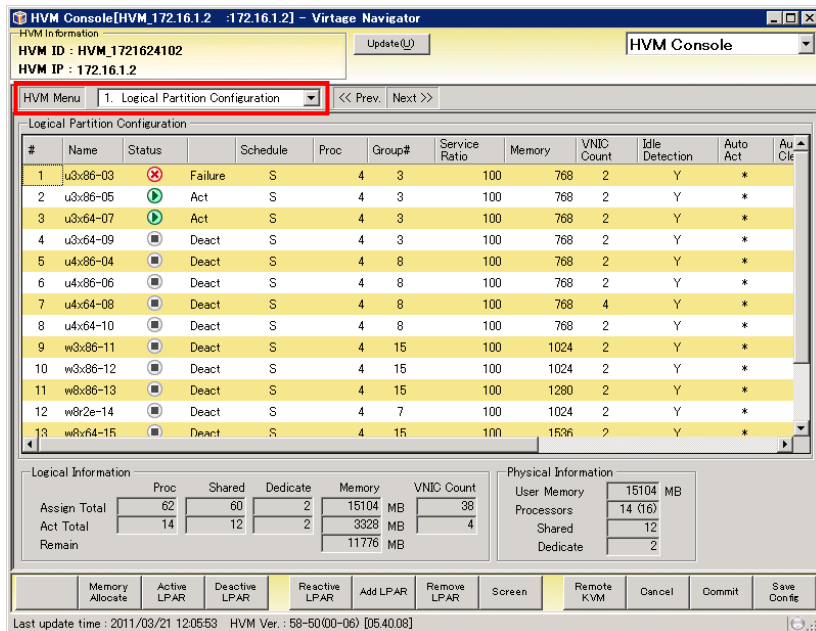 HVM Console[HVM_172.16.1.2 :172.16.1.2] - Virtage Navigator
HVM Information
HVM ID : HVM_1721624102
HVM IP : 172.16.1.2
Update(U)
HVM Console
HVM Menu 1. Logical Partition Configuration << Prev. Next >>
Logical Partition Configuration
# Name Status Schedule Proc Group# Service Ratio Memory VNIC Count Idle Detection Auto Act Au Cle
1 u3x86-03 Failure S 4 3 100 768 2 Y *
2 u3x86-05 Act S 4 3 100 768 2 Y *
3 u3x64-07 Act S 4 3 100 768 2 Y *
4 u3x64-09 Deact S 4 3 100 768 2 Y *
5 u4x86-04 Deact S 4 8 100 768 2 Y *
6 u4x86-06 Deact S 4 8 100 768 2 Y *
7 u4x64-08 Deact S 4 8 100 768 4 Y *
8 u4x64-10 Deact S 4 8 100 768 2 Y *
9 w3x86-11 Deact S 4 15 100 1024 2 Y *
10 w3x86-12 Deact S 4 15 100 1024 2 Y *
11 w8x86-13 Deact S 4 15 100 1280 2 Y *
12 w8r2e-14 Deact S 4 7 100 1024 2 Y *
13 w8x64-15 Deact S 4 15 100 1536 2 Y *
Logical Information
Proc Shared Dedicate Memory VNIC Count
Assign Total 62 60 2 15104 MB 38
Act Total 14 12 2 3328 MB 4
Remain 11776 MB
Physical Information
User Memory 15104 MB
Processors 14 (16)
Shared 12
Dedicate 2
Memory Allocate Active LPAR Deactive LPAR Reactive LPAR Add LPAR Remove LPAR Screen Remote KVM Cancel Commit Save Config
Last update time : 2011/03/21 12:05:53 HVM Ver. : 58-50(00-06) [05.40.08]